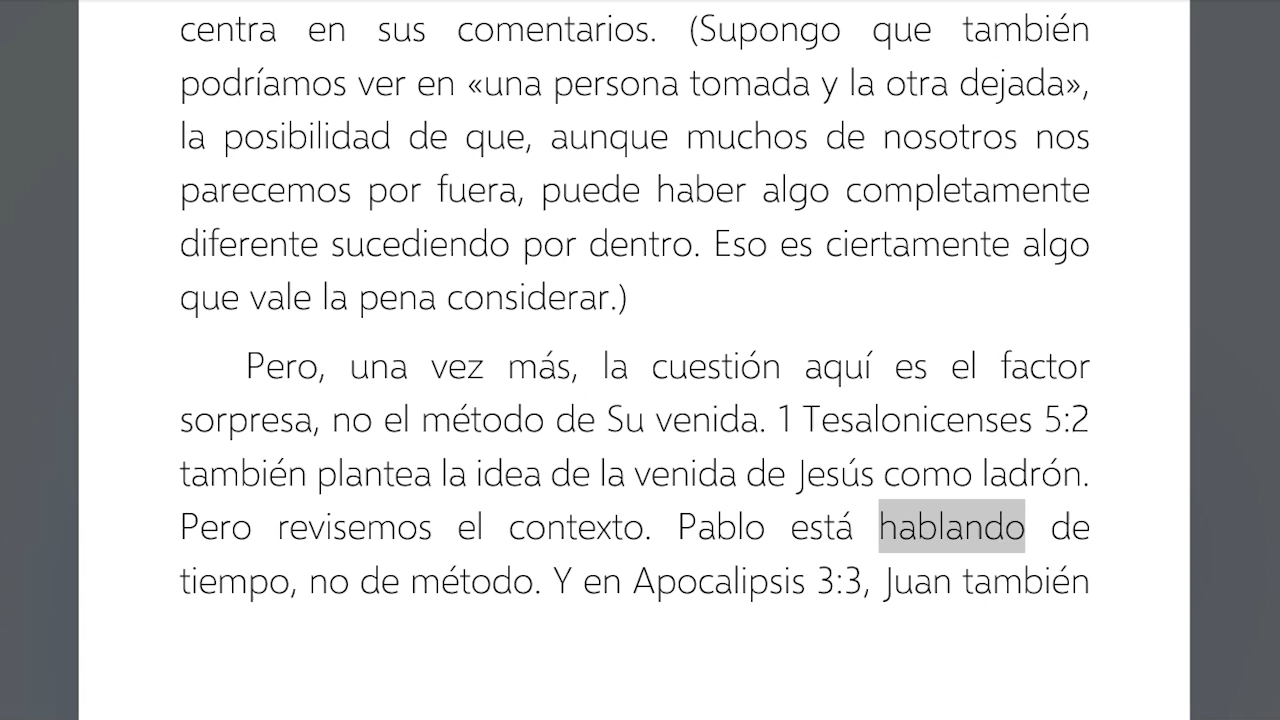 centra en sus comentarios. (Supongo que también
podríamos ver en «una persona tomada y la otra dejada»,
la posibilidad de que, aunque muchos de nosotros nos
parecemos por fuera, puede haber algo completamente
diferente sucediendo por dentro. Eso es ciertamente algo
que vale la pena considerar.)
Pero, una vez más, la cuestión aquí es el factor
sorpresa, no el método de Su venida. 1 Tesalonicenses 5:2
también plantea la idea de la venida de Jesús como ladrón.
Pero revisemos el contexto. Pablo está hablando de
tiempo, no de método. Y en Apocalipsis 3:3, Juan también